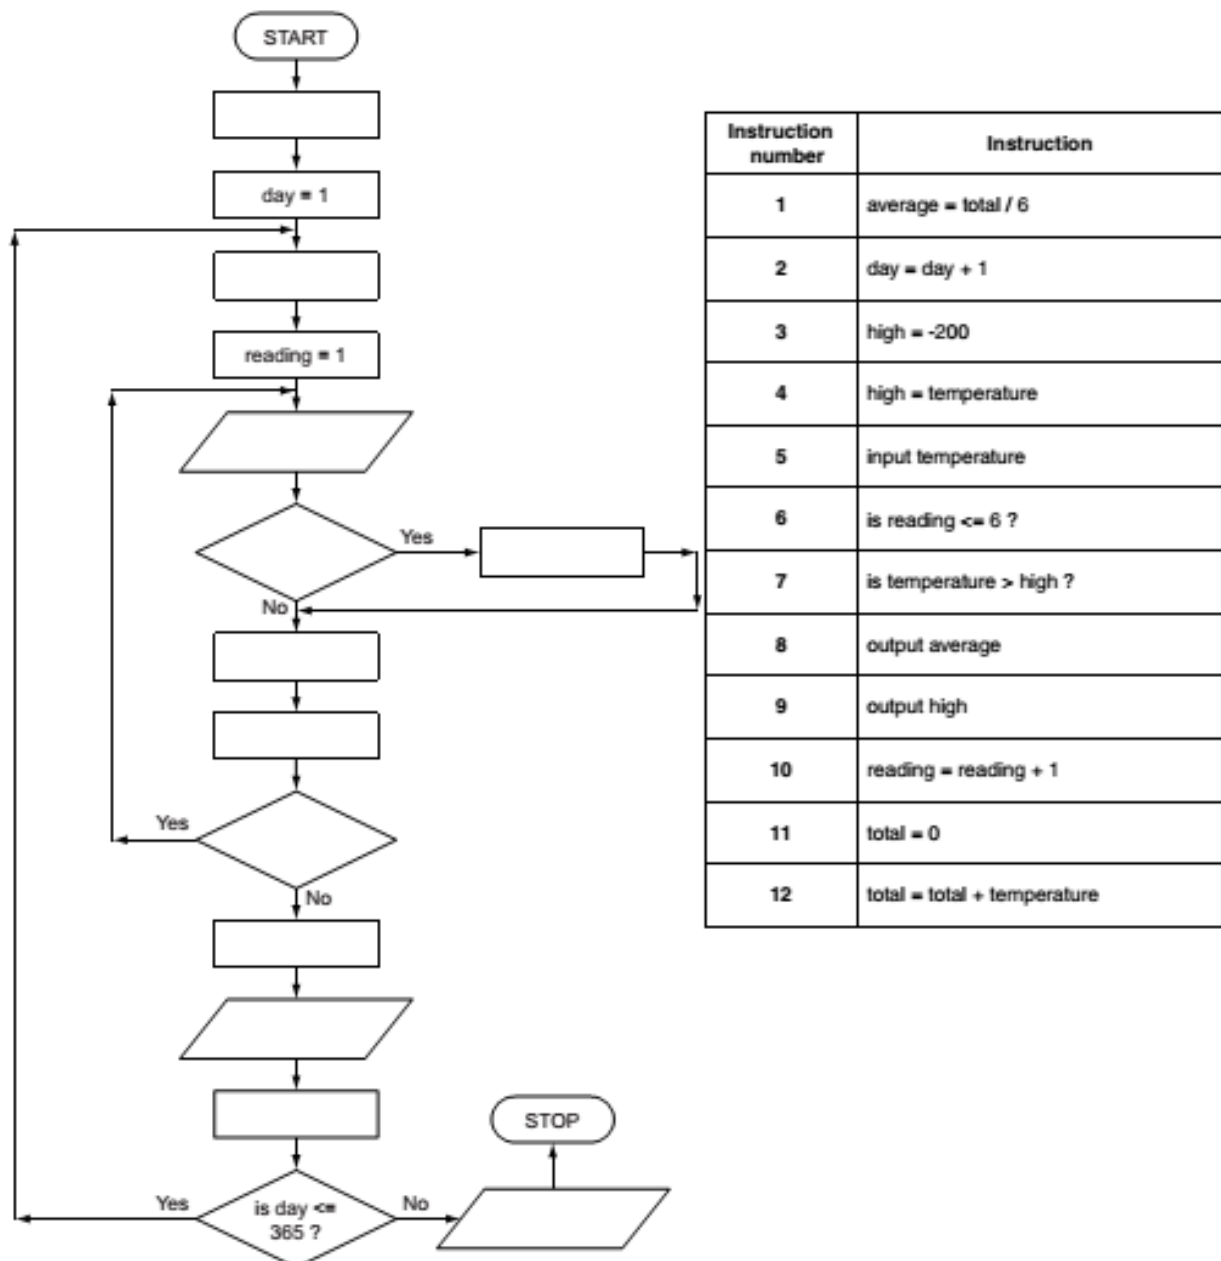 START
day = 1
reading = 1
Yes
No
Yes
No
Yes
is day <=
365 ?
No
STOP
Instruction
number
Instruction
1
average = total / 6
2
day = day + 1
3
high = -200
4
high = temperature
5
input temperature
6
is reading <= 6 ?
7
is temperature > high ?
8
output average
9
output high
10
reading = reading + 1
11
total = 0
12
total = total + temperature